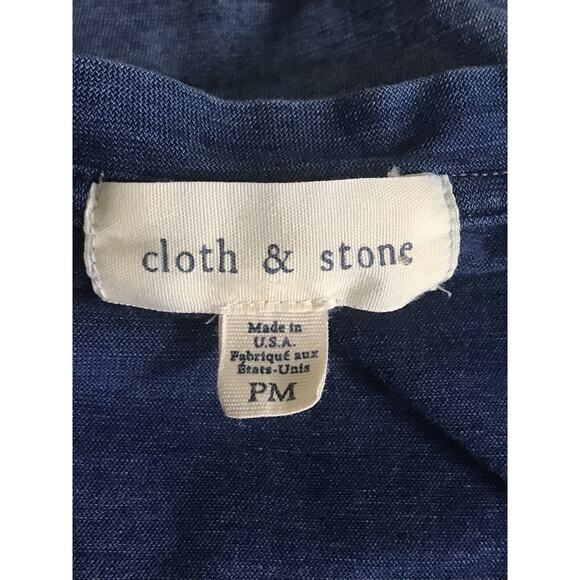 cloth & stone
Made in
U.S.A.
Fabriqué aux
États-Unis
PM